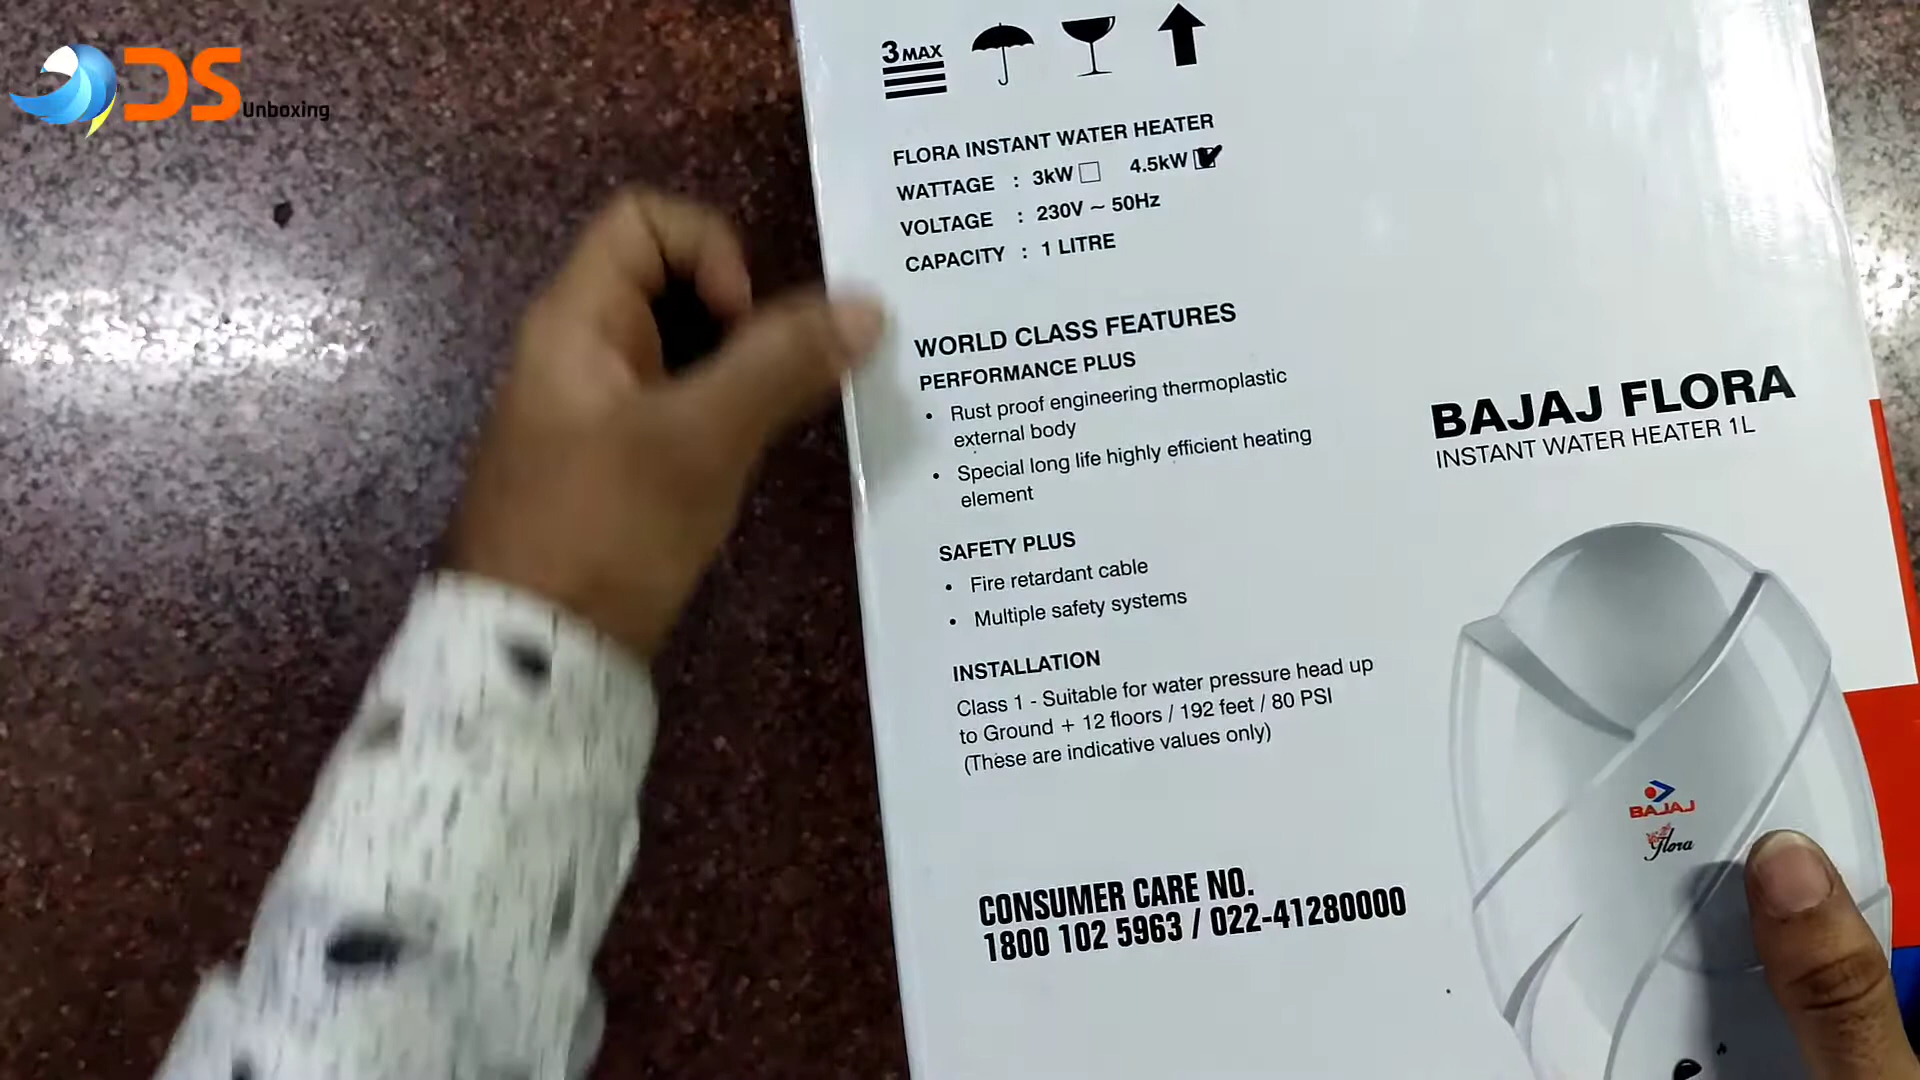 DS
Unboxing
3 MAX
FLORA INSTANT WATER HEATER
WATTAGE : 3kW 4.5kW
VOLTAGE : 230V ~ 50Hz
CAPACITY : 1 LITRE
WORLD CLASS FEATURES
PERFORMANCE PLUS
• Rust proof engineering thermoplastic
external body
• Special long life highly efficient heating
element
SAFETY PLUS
• Fire retardant cable
• Multiple safety systems
INSTALLATION
Class 1 - Suitable for water pressure head up
to Ground + 12 floors / 192 feet / 80 PSI
(These are indicative values only)
CONSUMER CARE NO.
1800 102 5963 / 022-41280000
BAJAJ FLORA
INSTANT WATER HEATER 1L
BAJAJ
Flora